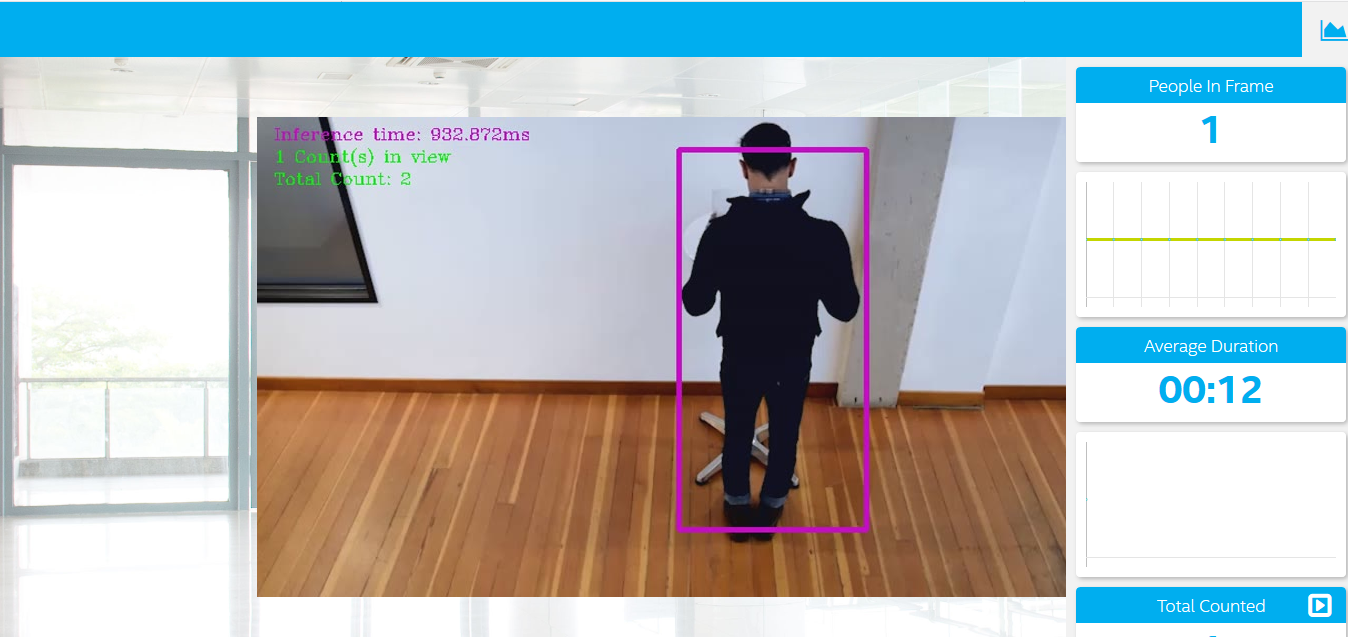 People In Frame
1
Inference time: 932.872ms
1 Count(s) in view
Total Count: 2
Average Duration
00:12
Total Counted